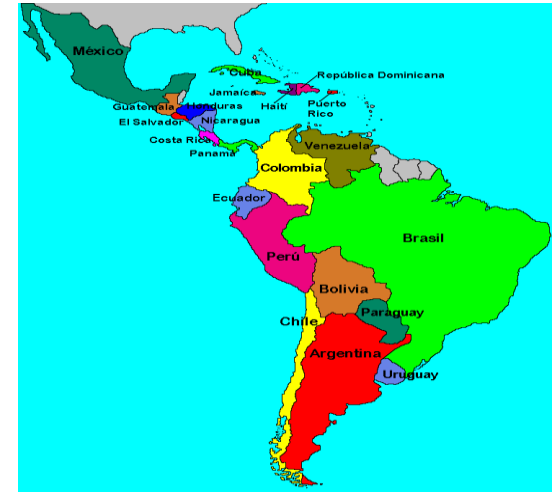 México
Cuba
República Dominicana
Jamaíca
Haití
Puerto
Rico
Guatemala
Honduras
El Salvador
Nicaragua
Costa Rica
Panamá
Venezuela
Colombia
Ecuador
Brasil
Perú
Bolivia
Paraguay
Chile
Argentina
Uruguay